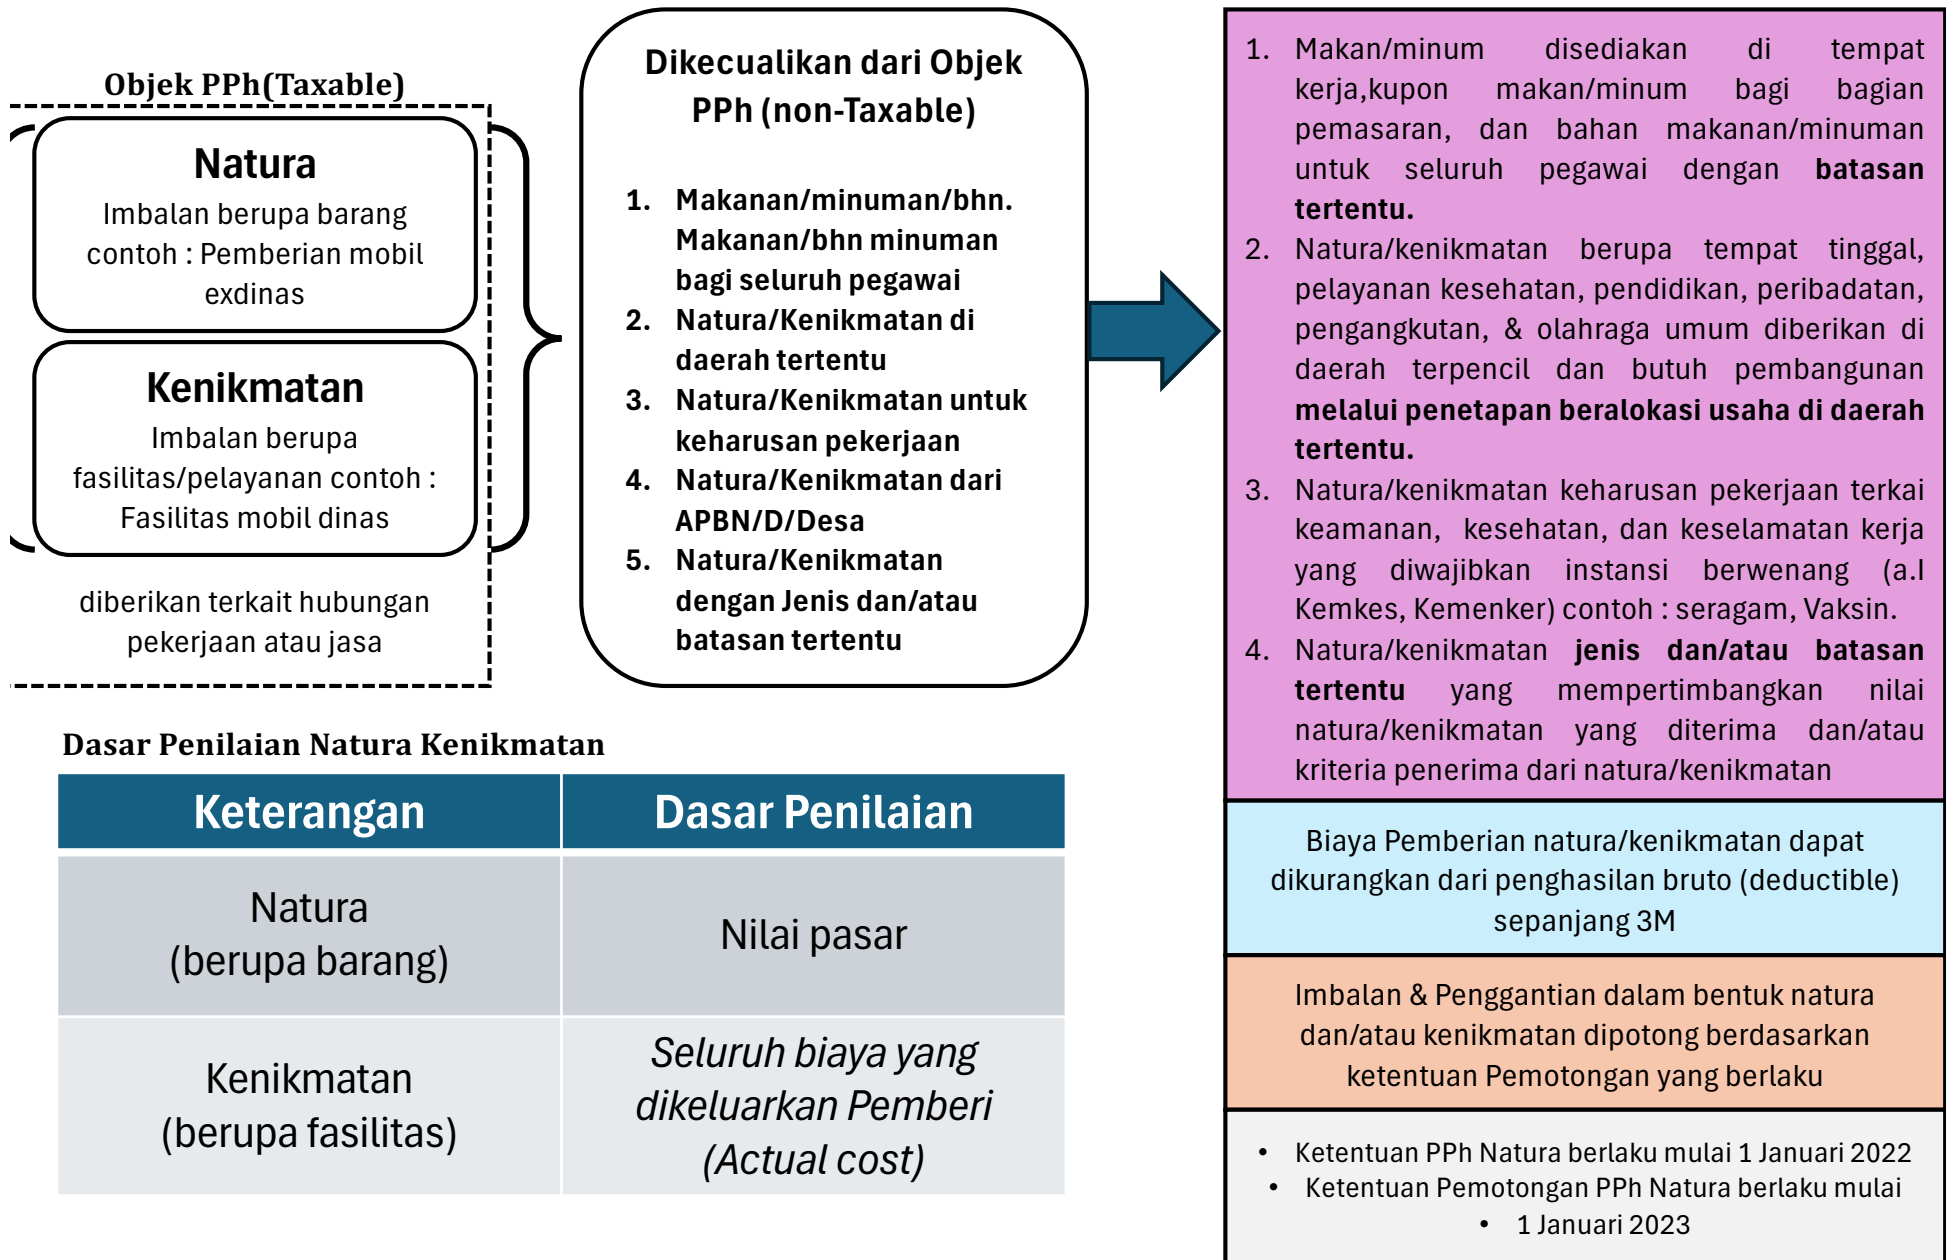 Objek PPh(Taxable)
Natura
Imbalan berupa barang
contoh : Pemberian mobil
exdinas
Kenikmatan
Imbalan berupa
fasilitas/pelayanan contoh :
Fasilitas mobil dinas
diberikan terkait hubungan
pekerjaan atau jasa
Dikecualikan dari Objek
PPh (non-Taxable)
1. Makanan/minuman/bhn.
Makanan/bhn minuman
bagi seluruh pegawai
2. Natura/Kenikmatan di
daerah tertentu
3. Natura/Kenikmatan untuk
keharusan pekerjaan
4. Natura/Kenikmatan dari
APBN/D/Desa
5. Natura/Kenikmatan
dengan Jenis dan/atau
batasan tertentu
1. Makan/minum disediakan di tempat
kerja,kupon makan/minum bagi bagian
pemasaran, dan bahan makanan/minuman
untuk seluruh pegawai dengan batasan
tertentu.
2. Natura/kenikmatan berupa tempat tinggal,
pelayanan kesehatan, pendidikan, peribadatan,
pengangkutan, & olahraga umum diberikan di
daerah terpencil dan butuh pembangunan
melalui penetapan beralokasi usaha di daerah
tertentu.
3. Natura/kenikmatan keharusan pekerjaan terkai
keamanan, kesehatan, dan keselamatan kerja
yang diwajibkan instansi berwenang (a.l
Kemkes, Kemenker) contoh : seragam, Vaksin.
4. Natura/kenikmatan jenis dan/atau batasan
tertentu yang mempertimbangkan nilai
natura/kenikmatan yang diterima dan/atau
kriteria penerima dari natura/kenikmatan
Biaya Pemberian natura/kenikmatan dapat
dikurangkan dari penghasilan bruto (deductible)
sepanjang 3M
Imbalan & Penggantian dalam bentuk natura
dan/atau kenikmatan dipotong berdasarkan
ketentuan Pemotongan yang berlaku
• Ketentuan PPh Natura berlaku mulai 1 Januari 2022
• Ketentuan Pemotongan PPh Natura berlaku mulai
• 1 Januari 2023
Dasar Penilaian Natura Kenikmatan
Keterangan
Dasar Penilaian
Natura
(berupa barang)
Nilai pasar
Kenikmatan
(berupa fasilitas)
Seluruh biaya yang
dikeluarkan Pemberi
(Actual cost)